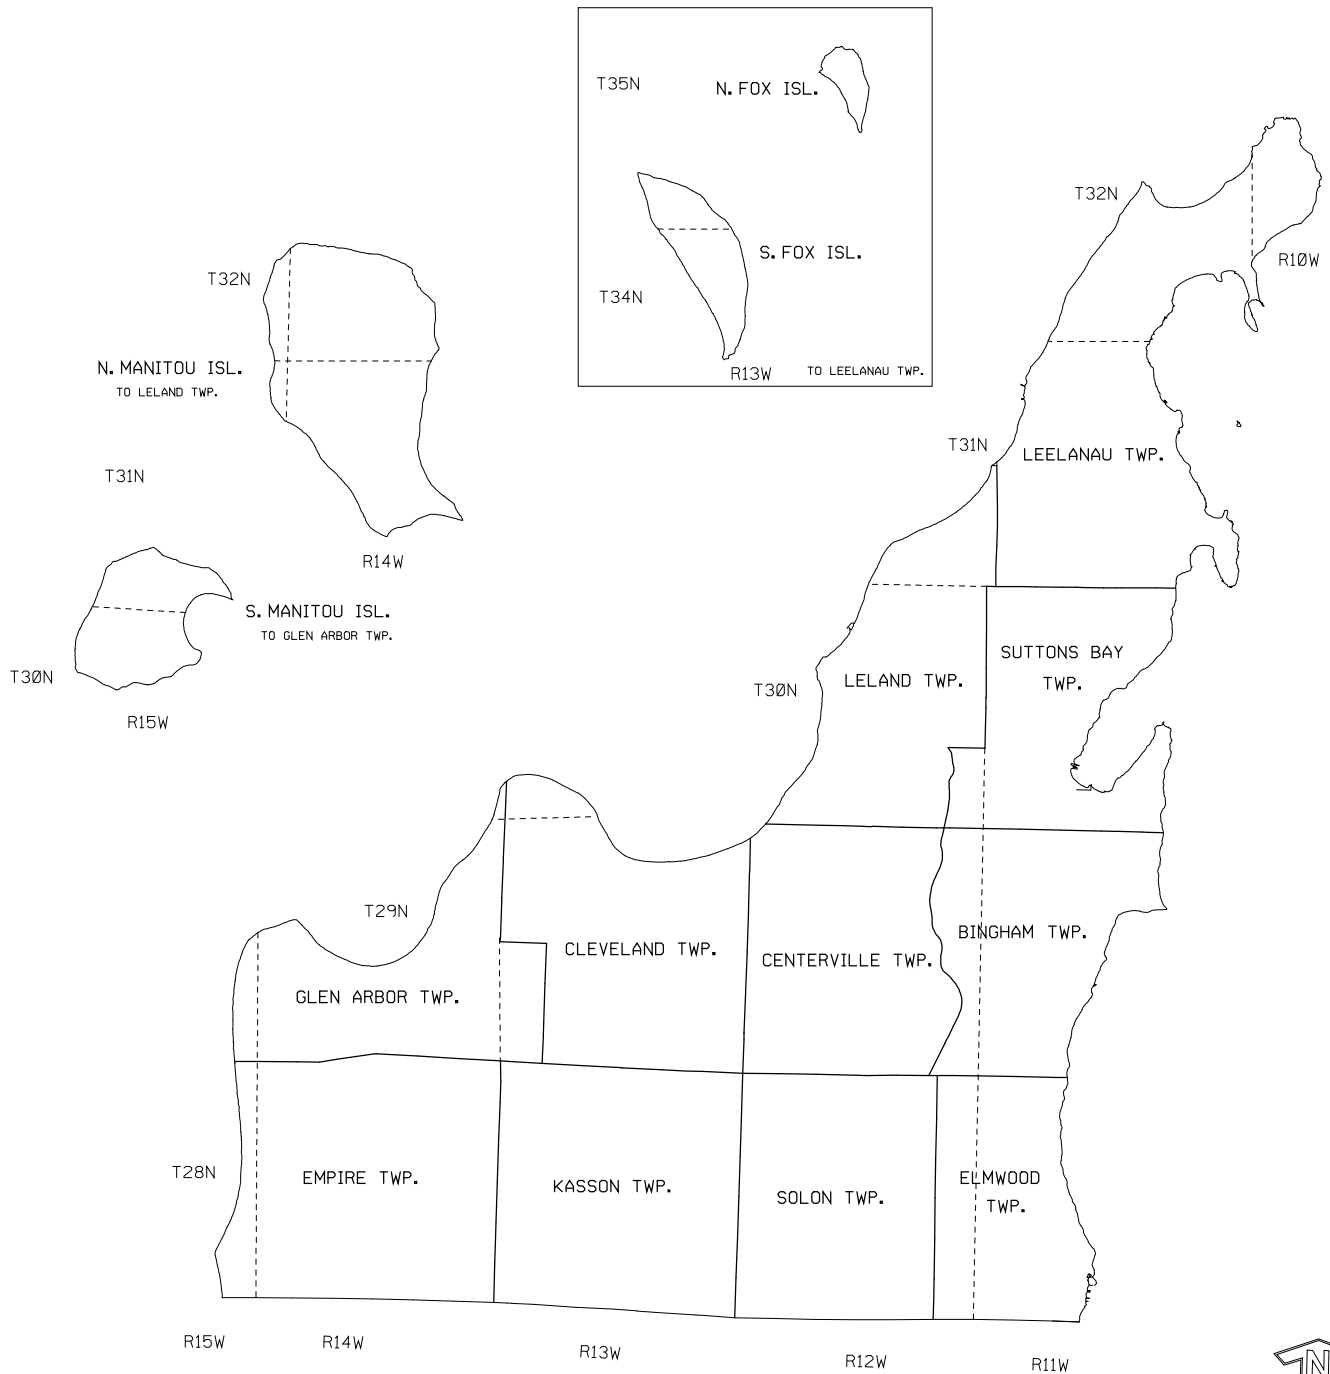 T35N
N. FOX ISL.
T32N
S. FOX ISL.
R10W
T32N
T34N
N. MANITOU ISL.
TO LELAND TWP.
R13W
TO LEELANAU TWP.
T31N
LEELANAU TWP.
T31N
R14W
S. MANITOU ISL.
TO GLEN ARBOR TWP.
SUTTONS BAY
TWP.
T30N
LELAND TWP.
T30N
R15W
T29N
BINGHAM TWP.
CLEVELAND TWP.
CENTERVILLE TWP.
GLEN ARBOR TWP.
T28N
EMPIRE TWP.
KASSON TWP.
SOLON TWP.
ELMWOOD
TWP.
R15W
R14W
R13W
R12W
R11W
N